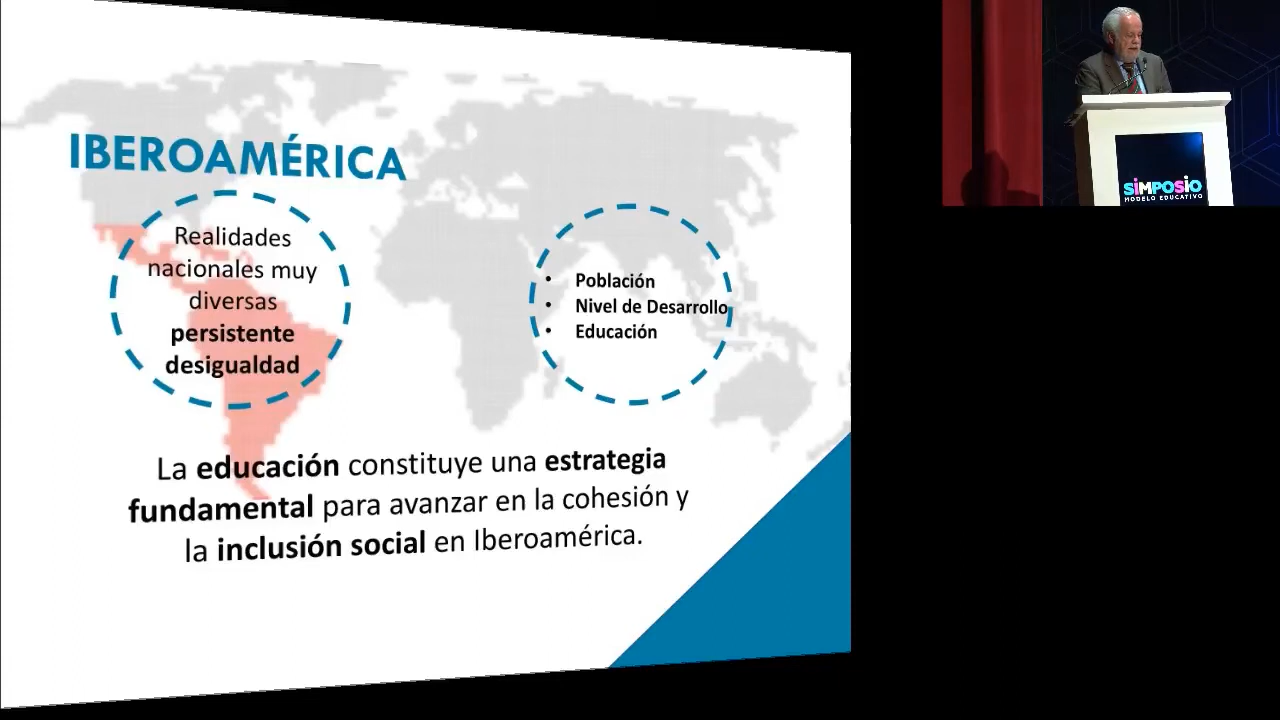 IBEROAMÉRICA
Realidades
nacionales muy
diversas
persistente
desigualdad
• Población
• Nivel de Desarrollo
• Educación
La educación constituye una estrategia
fundamental para avanzar en la cohesión y
la inclusión social en Iberoamérica.
SiMPOSiO
MODELO EDUCATIVO